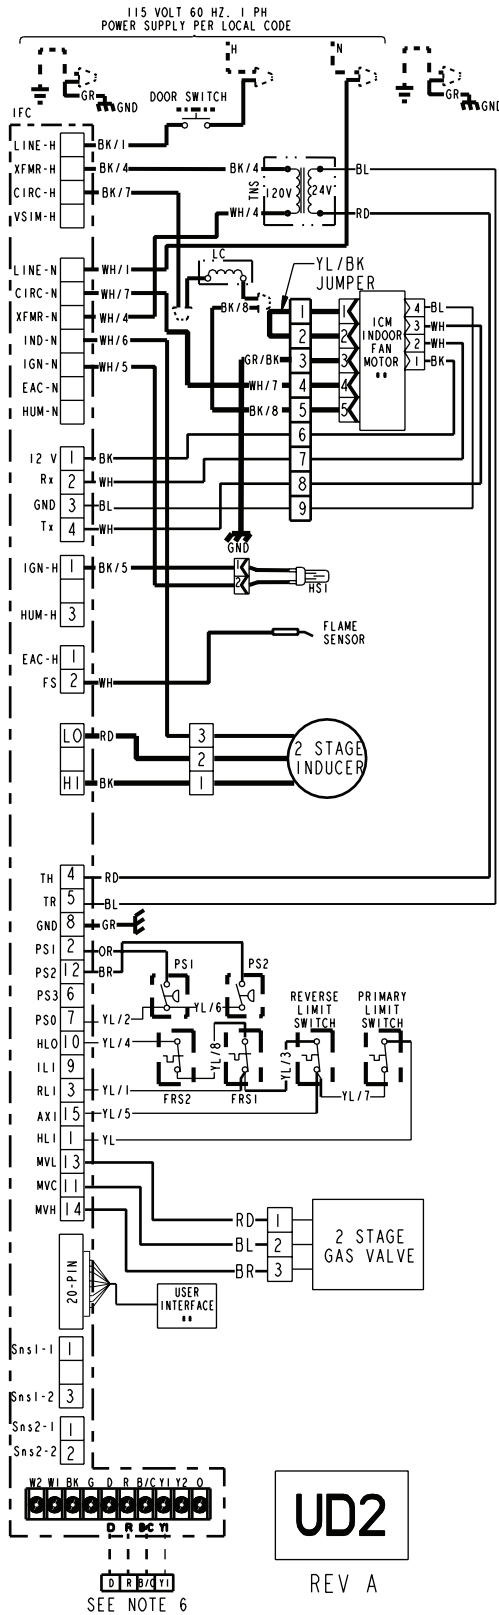 115 VOLT 60 HZ. 1 PH
POWER SUPPLY PER LOCAL CODE
H
N
GR
GND
GR
GND
DOOR SWITCH
IFC
LINE-H
BK/1
XFMR-H
BK/4
BK/4
BL
CIRC-H
BK/7
TNS
120V
24V
VSIM-H
WH/4
RD
LC
YL/BK
JUMPER
LINE-N
WH/1
CIRC-N
WH/7
BK/8
XFMR-N
WH/4
1
1
ICM
INDOOR
FAN
MOTOR
4
BL
3
WH
IND-N
WH/6
2
2
2
WH
IGN-N
WH/5
GR/BK
3
3
1
BK
EAC-N
WH/7
4
4
HUM-N
BK/8
5
5
6
12 V
1
BK
7
Rx
2
WH
8
GND
3
BL
9
Tx
4
WH
GND
IGN-H
1
BK/5
1
2
HSI
HUM-H
3
FLAME
SENSOR
EAC-H
1
FS
2
WH
LO
RD
3
2 STAGE
INDUCER
2
HI
BK
1
TH
4
RD
TR
5
BL
GND
8
GR
PS1
2
OR
PS2
12
BR
PS1
PS2
PS3
6
YL/6
REVERSE
LIMIT
SWITCH
PRIMARY
LIMIT
SWITCH
PSO
7
YL/2
HLO
10
YL/4
YL/8
YL/3
IL1
9
RL1
3
YL/1
FRS2
FRS1
YL/7
AX1
15
YL/5
HL1
1
YL
MVL
13
MVC
11
MVH
14
RD
1
2 STAGE
GAS VALVE
BL
2
BR
3
20-PIN
USER
INTERFACE
Sns1-1
1
Sns1-2
3
Sns2-1
1
Sns2-2
2
W2 W1 BK G D R B/C Y1 Y2 O
D R BC Y1
D R B/C Y1
SEE NOTE 6
UD2
REV A